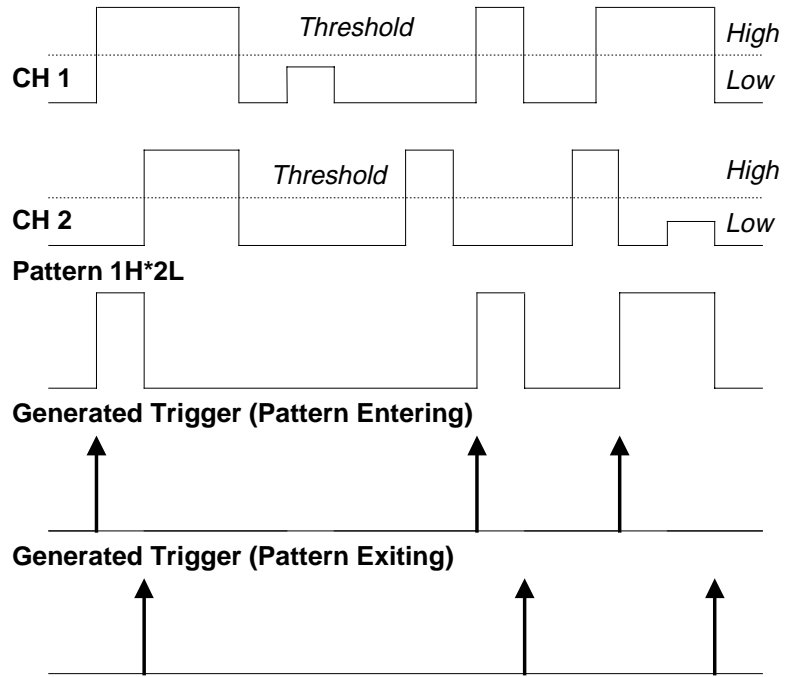 Threshold
High
CH 1
Low
Threshold
High
CH 2
Low
Pattern 1H*2L
Generated Trigger (Pattern Entering)
Generated Trigger (Pattern Exiting)